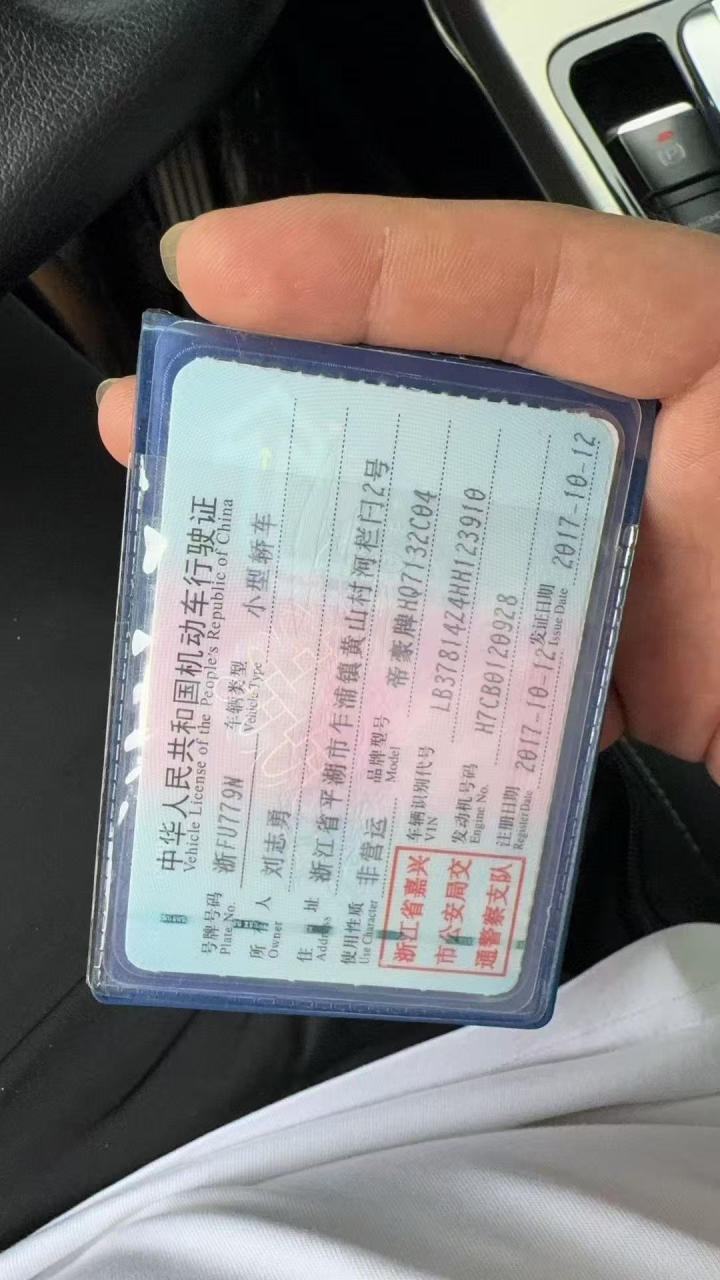 中华人民共和国机动车行驶证
Vehicle License of the People's Republic of China
号牌号码 浙FU779N 车辆类型 小型轿车
Plate No. Vehicle Type
所有人 刘志勇
Owner
住址 浙江省平湖市乍浦镇黄山村河栏闩2号
Address
使用性质 非营运 品牌型号 帝豪牌HQ7132C04
Use Character Model
车辆识别代号 LB3781424HH123910
VIN
发动机号码 H7CB0120928
Engine No.
注册日期 2017-10-12 发证日期 2017-10-12
Register Date Issue Date
浙江省嘉兴
市公安局交
通警察支队